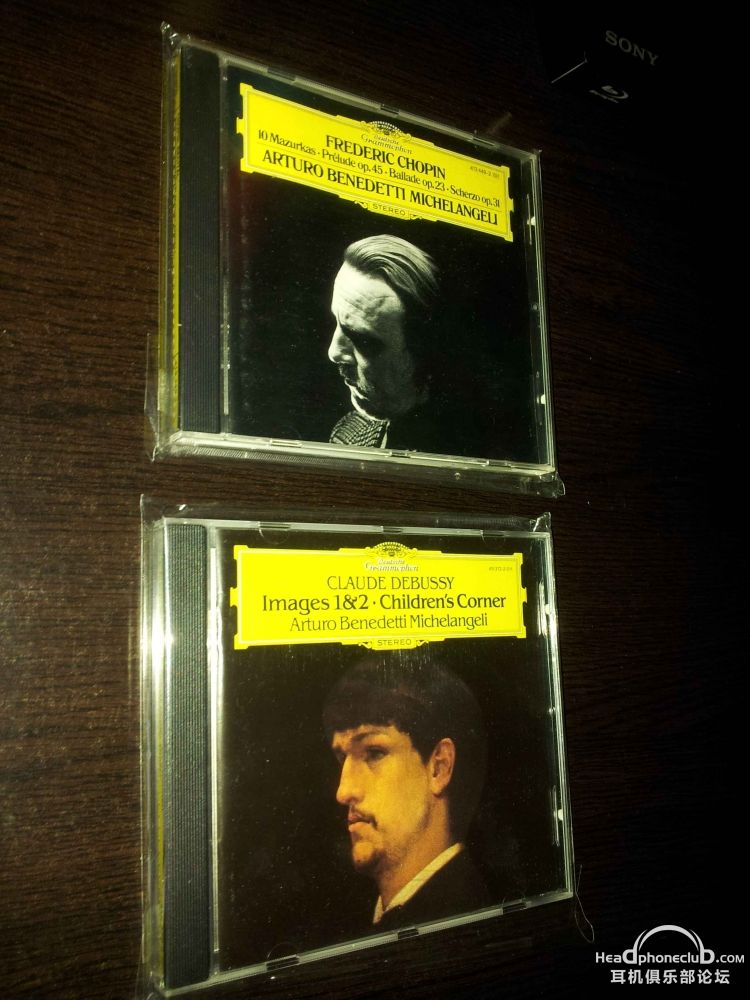 SONY
Deutsche
Grammophon
FREDERIC CHOPIN
10 Mazurkas · Prélude op. 45 · Ballade op. 23 · Scherzo op. 31
ARTURO BENEDETTI MICHELANGELI
STEREO
Deutsche
Grammophon
CLAUDE DEBUSSY
Images 1&2 · Children's Corner
Arturo Benedetti Michelangeli
STEREO
Headphoneclub.com
耳机俱乐部论坛